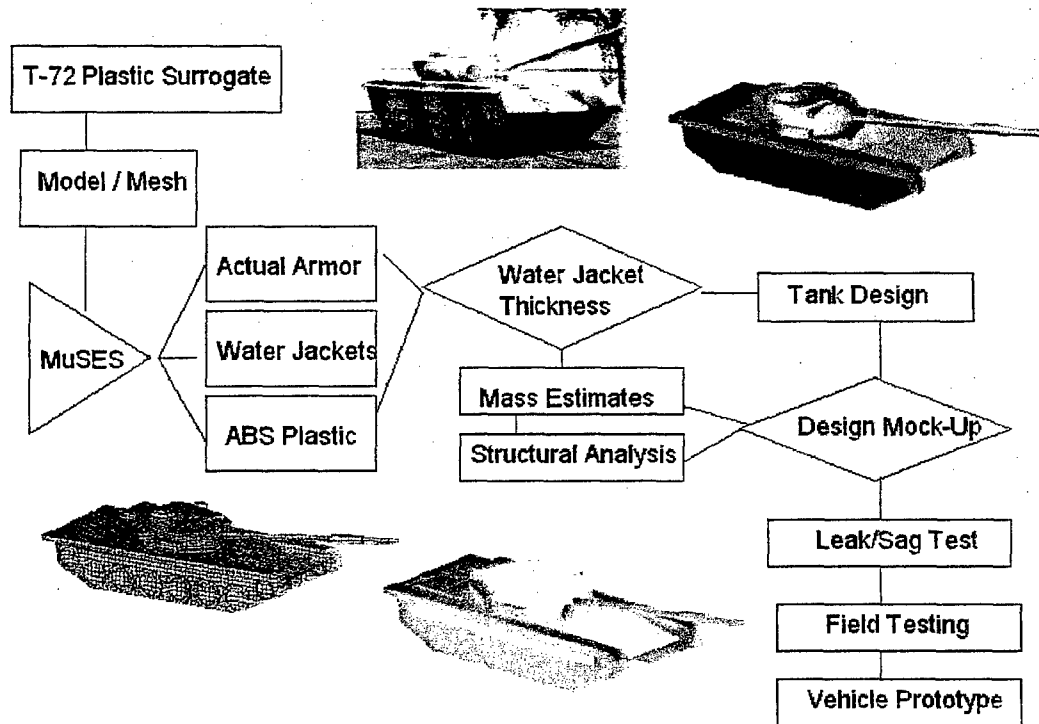 T-72 Plastic Surrogate
Model / Mesh
MuSES
Actual Armor
Water Jackets
ABS Plastic
Water Jacket
Thickness
Mass Estimates
Structural Analysis
Tank Design
Design Mock-Up
Leak/Sag Test
Field Testing
Vehicle Prototype